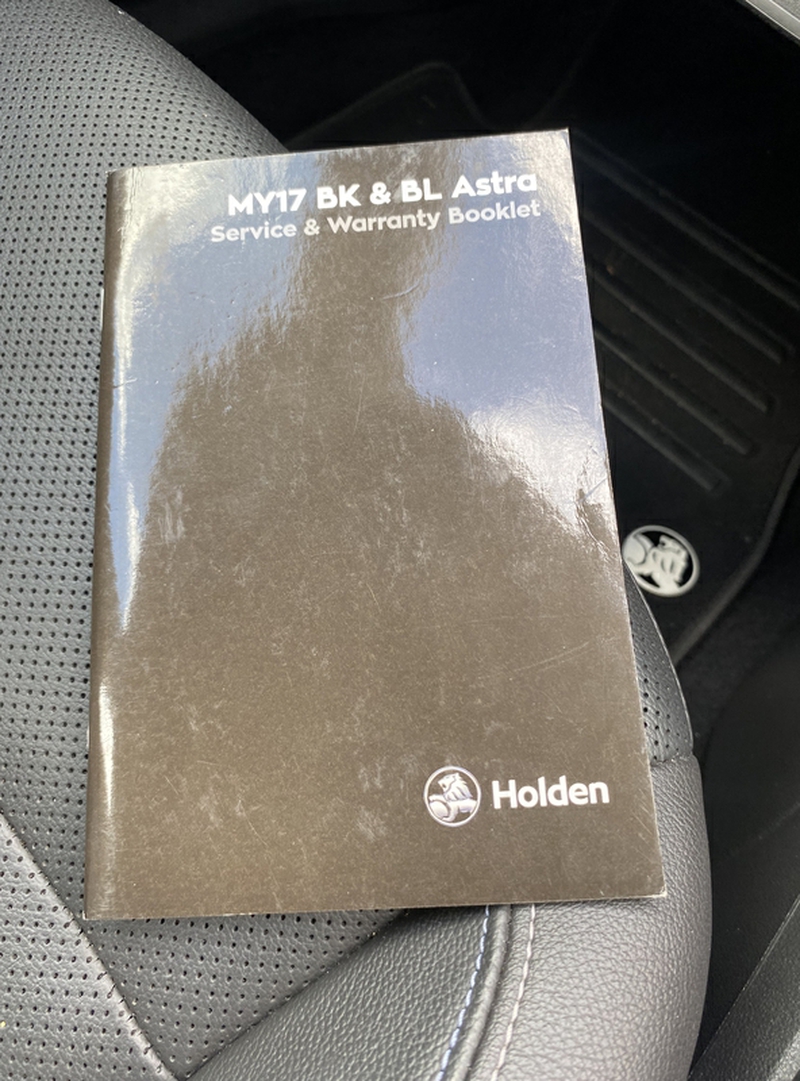 MY17 BK & BL Astra
Service & Warranty Booklet
Holden